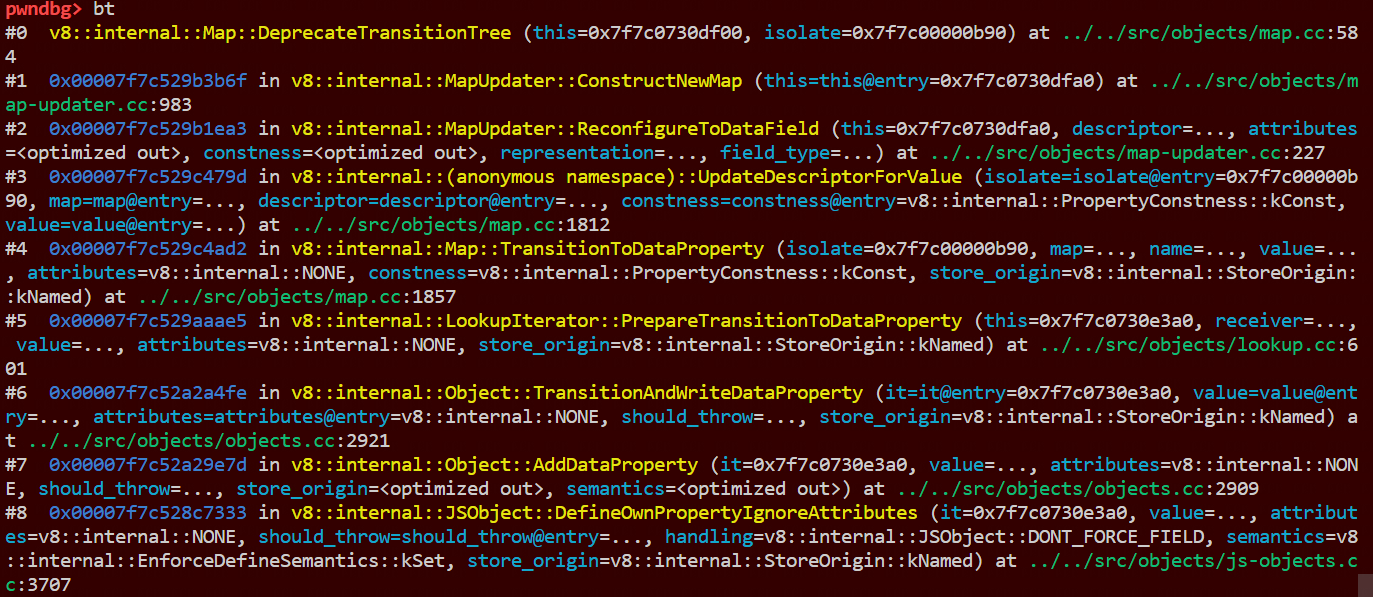 pwndbg> bt
#0  v8::internal::Map::DeprecateTransitionTree (this=0x7f7c0730df00, isolate=0x7f7c00000b90) at ../../src/objects/map.cc:58
4
#1  0x00007f7c529b3b6f in v8::internal::MapUpdater::ConstructNewMap (this=this@entry=0x7f7c0730dfa0) at ../../src/objects/m
ap-updater.cc:983
#2  0x00007f7c529b1ea3 in v8::internal::MapUpdater::ReconfigureToDataField (this=0x7f7c0730dfa0, descriptor=..., attributes
=<optimized out>, constness=<optimized out>, representation=..., field_type=...) at ../../src/objects/map-updater.cc:227
#3  0x00007f7c529c479d in v8::internal::(anonymous namespace)::UpdateDescriptorForValue (isolate=isolate@entry=0x7f7c00000b
90, map=map@entry=..., descriptor=descriptor@entry=..., constness=constness@entry=v8::internal::PropertyConstness::kConst,
value=value@entry=...) at ../../src/objects/map.cc:1812
#4  0x00007f7c529c4ad2 in v8::internal::Map::TransitionToDataProperty (isolate=0x7f7c00000b90, map=..., name=..., value=...
, attributes=v8::internal::NONE, constness=v8::internal::PropertyConstness::kConst, store_origin=v8::internal::StoreOrigin:
:kNamed) at ../../src/objects/map.cc:1857
#5  0x00007f7c529aaae5 in v8::internal::LookupIterator::PrepareTransitionToDataProperty (this=0x7f7c0730e3a0, receiver=...,
 value=..., attributes=v8::internal::NONE, store_origin=v8::internal::StoreOrigin::kNamed) at ../../src/objects/lookup.cc:6
01
#6  0x00007f7c52a2a4fe in v8::internal::Object::TransitionAndWriteDataProperty (it=it@entry=0x7f7c0730e3a0, value=value@ent
ry=..., attributes=attributes@entry=v8::internal::NONE, should_throw=..., store_origin=v8::internal::StoreOrigin::kNamed) a
t ../../src/objects/objects.cc:2921
#7  0x00007f7c52a29e7d in v8::internal::Object::AddDataProperty (it=0x7f7c0730e3a0, value=..., attributes=v8::internal::NON
E, should_throw=..., store_origin=<optimized out>, semantics=<optimized out>) at ../../src/objects/objects.cc:2909
#8  0x00007f7c528c7333 in v8::internal::JSObject::DefineOwnPropertyIgnoreAttributes (it=0x7f7c0730e3a0, value=..., attribut
es=v8::internal::NONE, should_throw=should_throw@entry=..., handling=v8::internal::JSObject::DONT_FORCE_FIELD, semantics=v8
::internal::EnforceDefineSemantics::kSet, store_origin=v8::internal::StoreOrigin::kNamed) at ../../src/objects/js-objects.c
c:3707